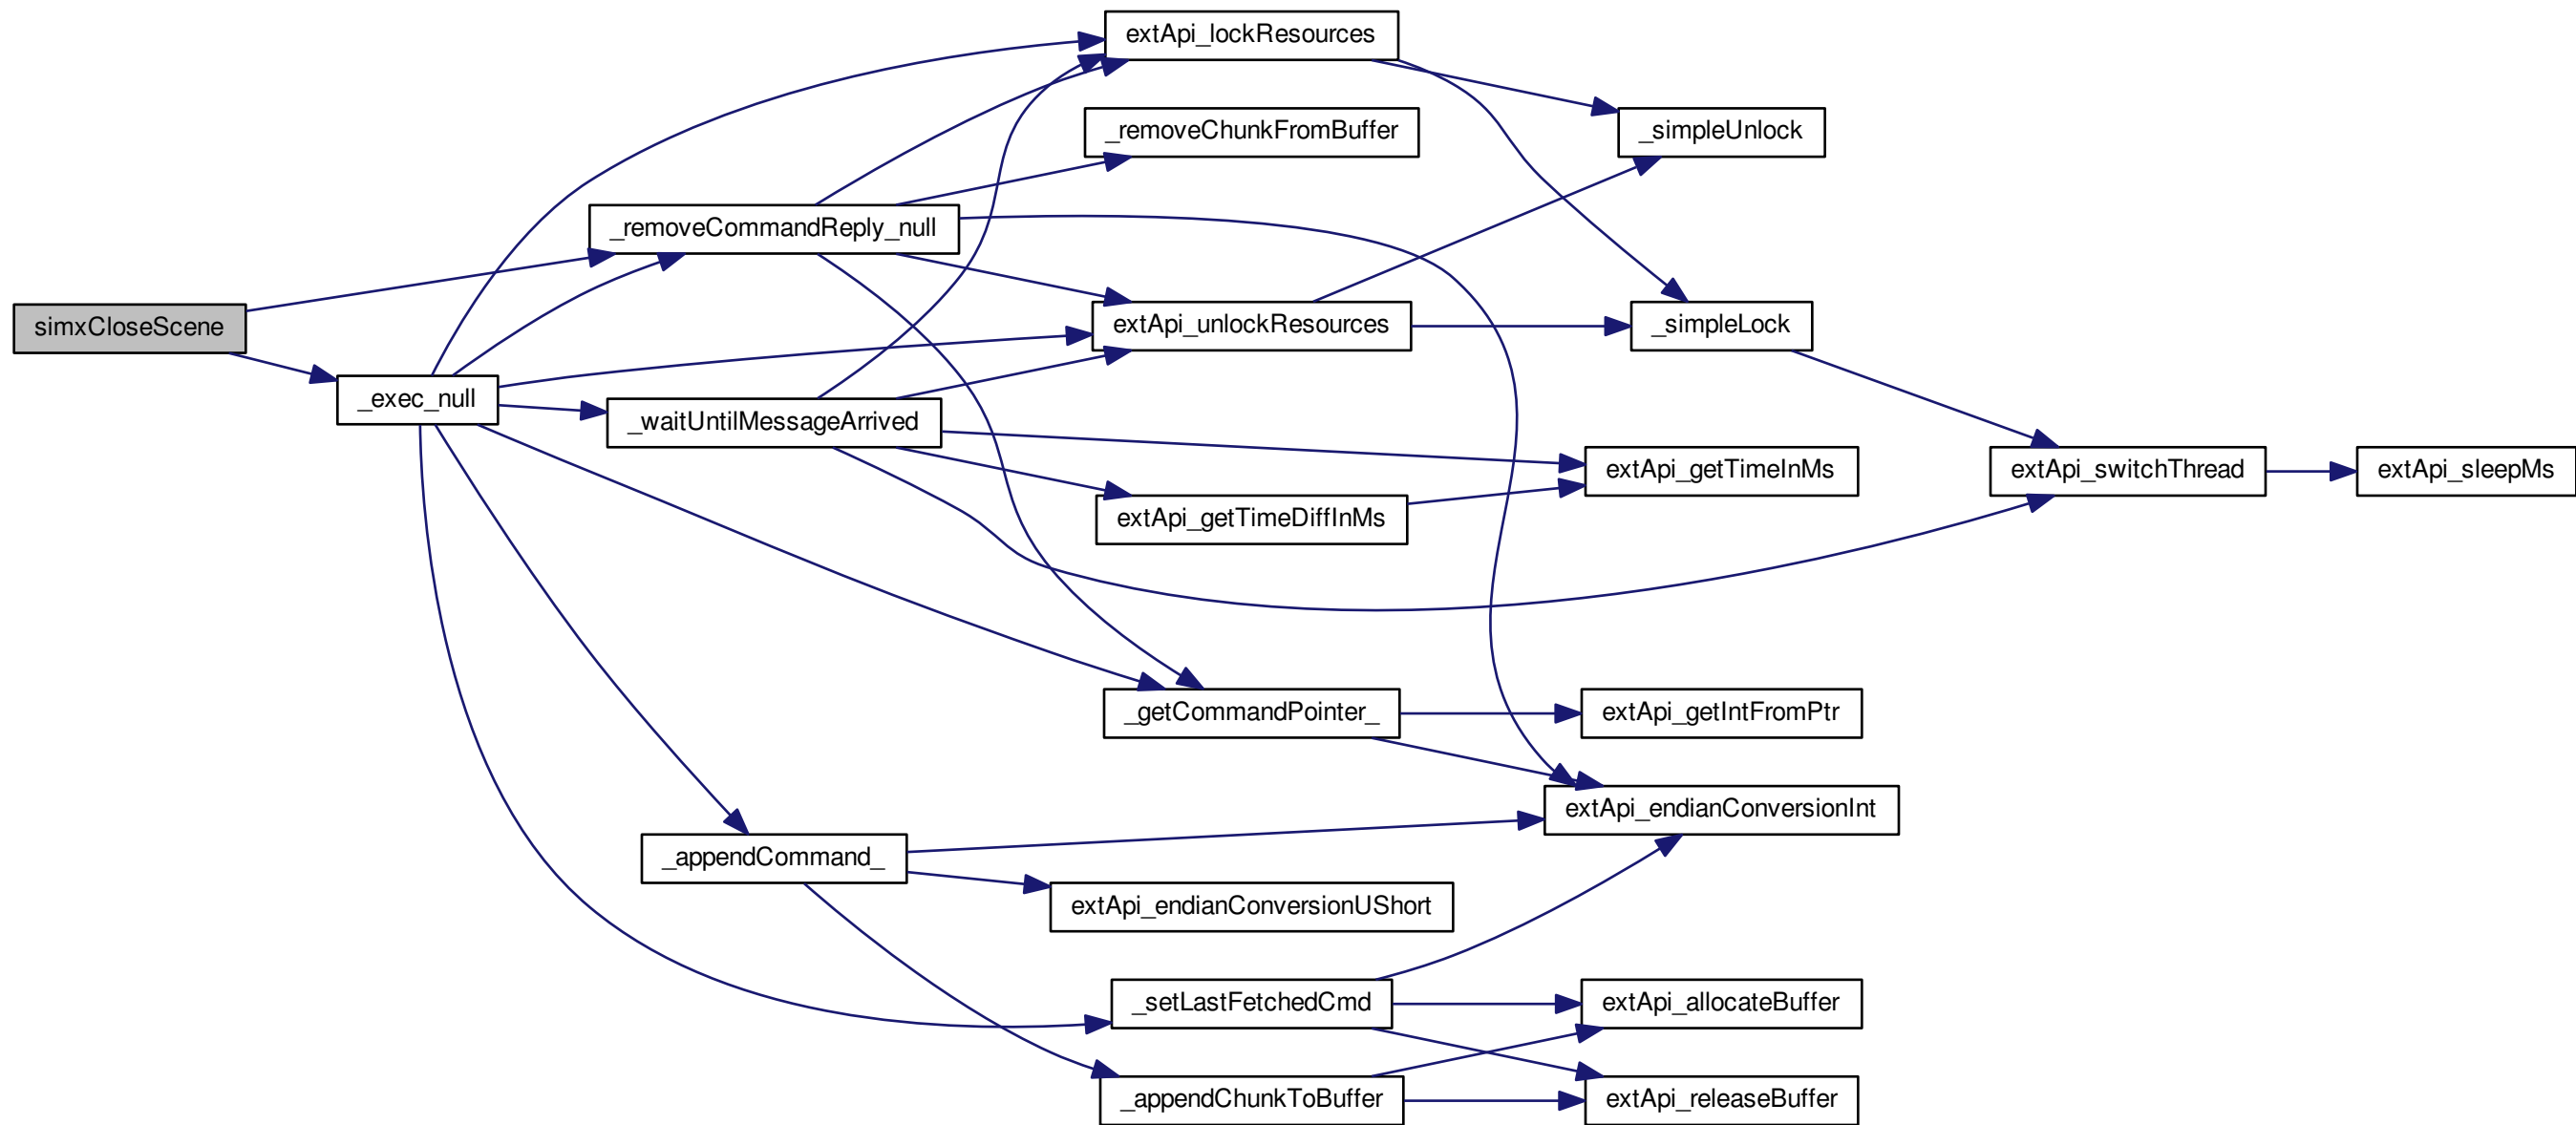 extApi_lockResources
_removeChunkFromBuffer
_simpleUnlock
_removeCommandReply_null
simxCloseScene
extApi_unlockResources
_simpleLock
_exec_null
_waitUntilMessageArrived
extApi_getTimeInMs
extApi_switchThread
extApi_sleepMs
extApi_getTimeDiffInMs
_getCommandPointer_
extApi_getIntFromPtr
extApi_endianConversionInt
_appendCommand_
extApi_endianConversionUShort
_setLastFetchedCmd
extApi_allocateBuffer
_appendChunkToBuffer
extApi_releaseBuffer